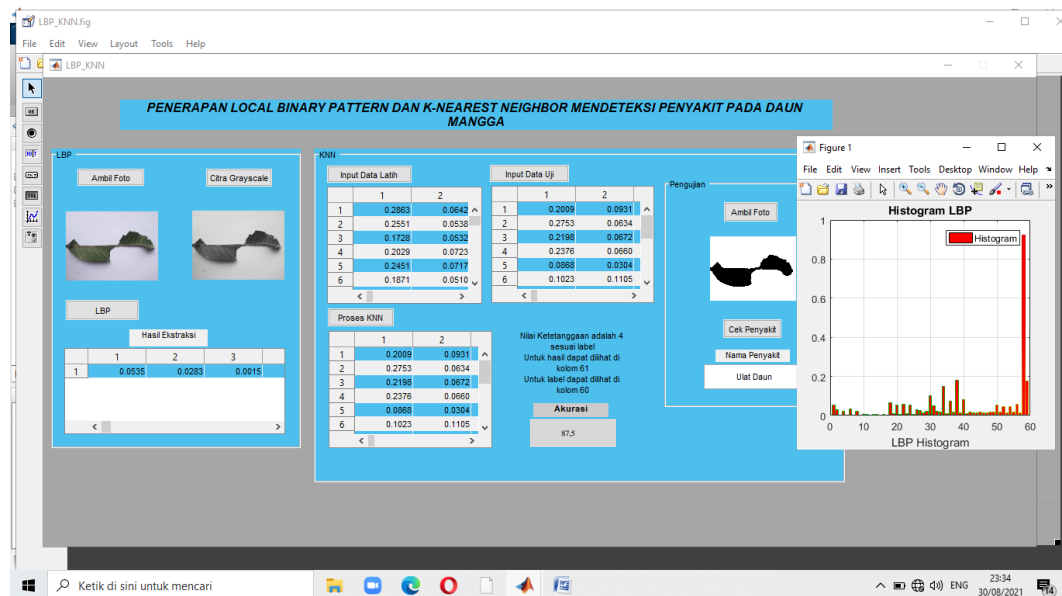 LBP_KNN.fig
File Edit View Layout Tools Help
LBP_KNN
PENERAPAN LOCAL BINARY PATTERN DAN K-NEAREST NEIGHBOR MENDETEKSI PENYAKIT PADA DAUN
MANGGA
LBP
Ambil Foto
Citra Grayscale
LBP
Hasil Ekstraksi
1 2 3
1 0.0535 0.0283 0.0015
KNN
Input Data Latih
1 2
1 0.2863 0.0642
2 0.2551 0.0538
3 0.1728 0.0532
4 0.2029 0.0723
5 0.2451 0.0717
6 0.1871 0.0510
Input Data Uji
1 2
1 0.2009 0.0931
2 0.2753 0.0634
3 0.2198 0.0672
4 0.2376 0.0660
5 0.0868 0.0304
6 0.1023 0.1105
Proses KNN
1 2
1 0.2009 0.0931
2 0.2753 0.0634
3 0.2198 0.0672
4 0.2376 0.0660
5 0.0868 0.0304
6 0.1023 0.1105
Nilai Ketetanggaan adalah 4
sesuai label
Untuk hasil dapat dilihat di
kolom 61
Untuk label dapat dilihat di
kolom 60
Akurasi
87,5
Pengujian
Ambil Foto
Cek Penyakit
Nama Penyakit
Ulat Daun
Figure 1
File Edit View Insert Tools Desktop Window Help
Histogram LBP
Histogram
1
0.8
0.6
0.4
0.2
0
0 10 20 30 40 50 60
LBP Histogram
Ketik di sini untuk mencari
ENG
23:34
30/08/2021
14